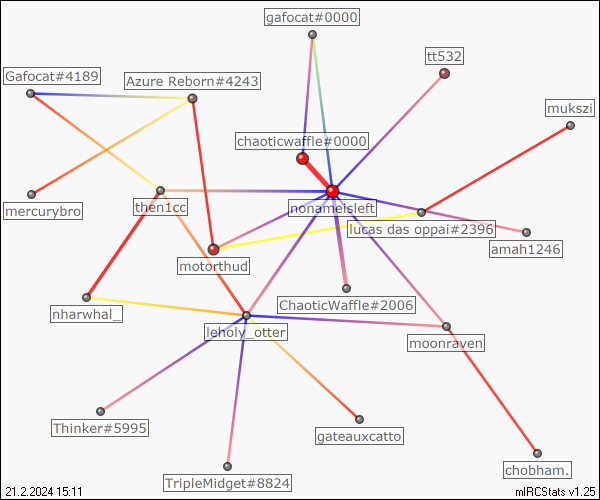 gafocat#0000
tt532
Gafocat#4189
Azure Reborn#4243
mukszi
chaoticwaffle#0000
mercurybro
then1cc
nonameisleft
lucas das oppai#2396
amah1246
motorthud
ChaoticWaffle#2006
nharwhal_
leholy_otter
moonraven
Thinker#5995
gateauxcatto
chobham.
TripleMidget#8824
21.2.2024 15:11
mIRCStats v1.25